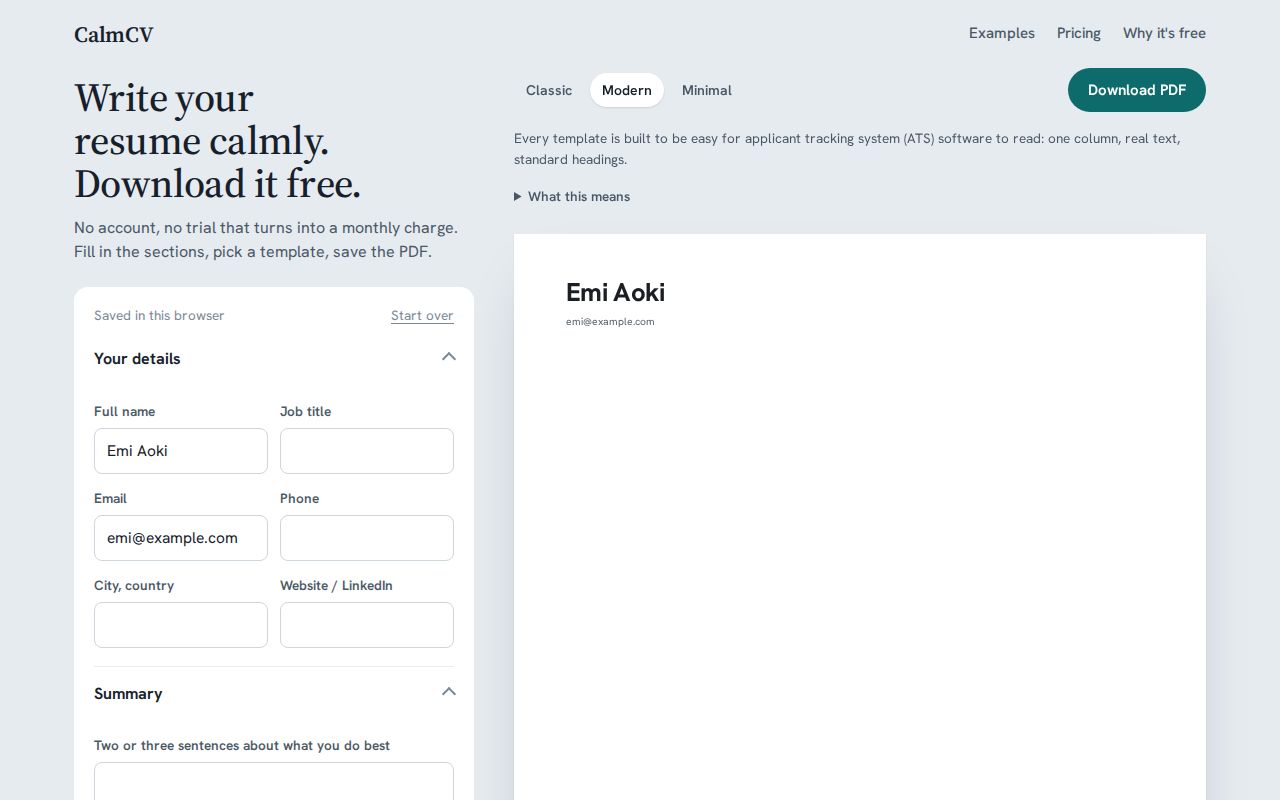 CalmCV
Examples
Pricing
Why it's free
Write your
resume calmly.
Download it free.
No account, no trial that turns into a monthly charge.
Fill in the sections, pick a template, save the PDF.
Saved in this browser
Start over
Your details
Full name
Job title
Emi Aoki
Email
Phone
emi@example.com
City, country
Website / LinkedIn
Summary
Two or three sentences about what you do best
Classic
Modern
Minimal
Download PDF
Every template is built to be easy for applicant tracking system (ATS) software to read: one column, real text,
standard headings.
What this means
Emi Aoki
emi@example.com